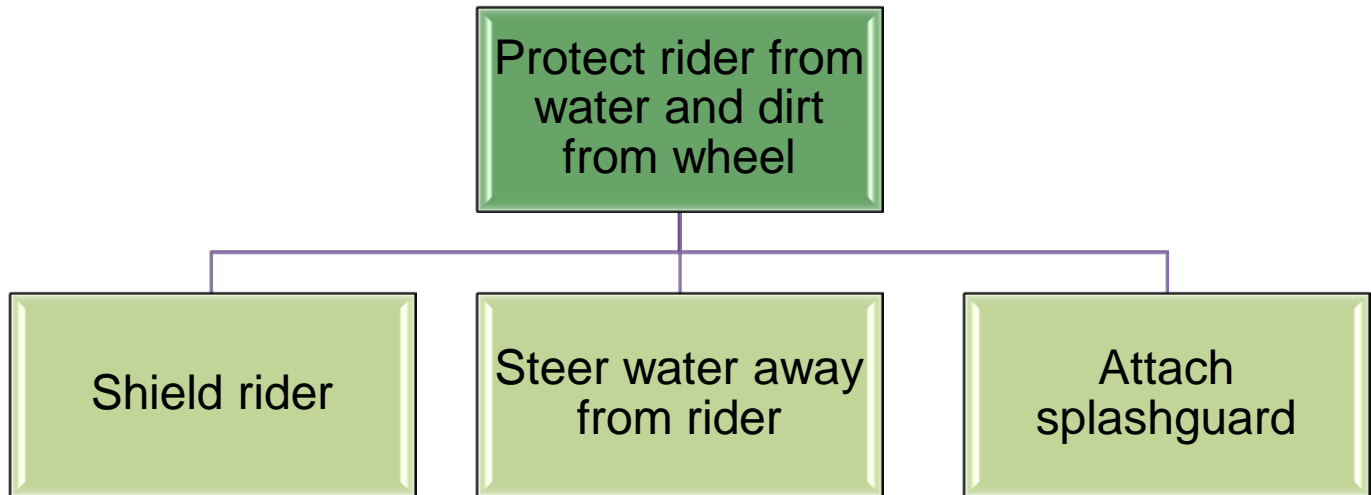 Protect rider from
water and dirt
from wheel
Shield rider
Steer water away
from rider
Attach
splashguard